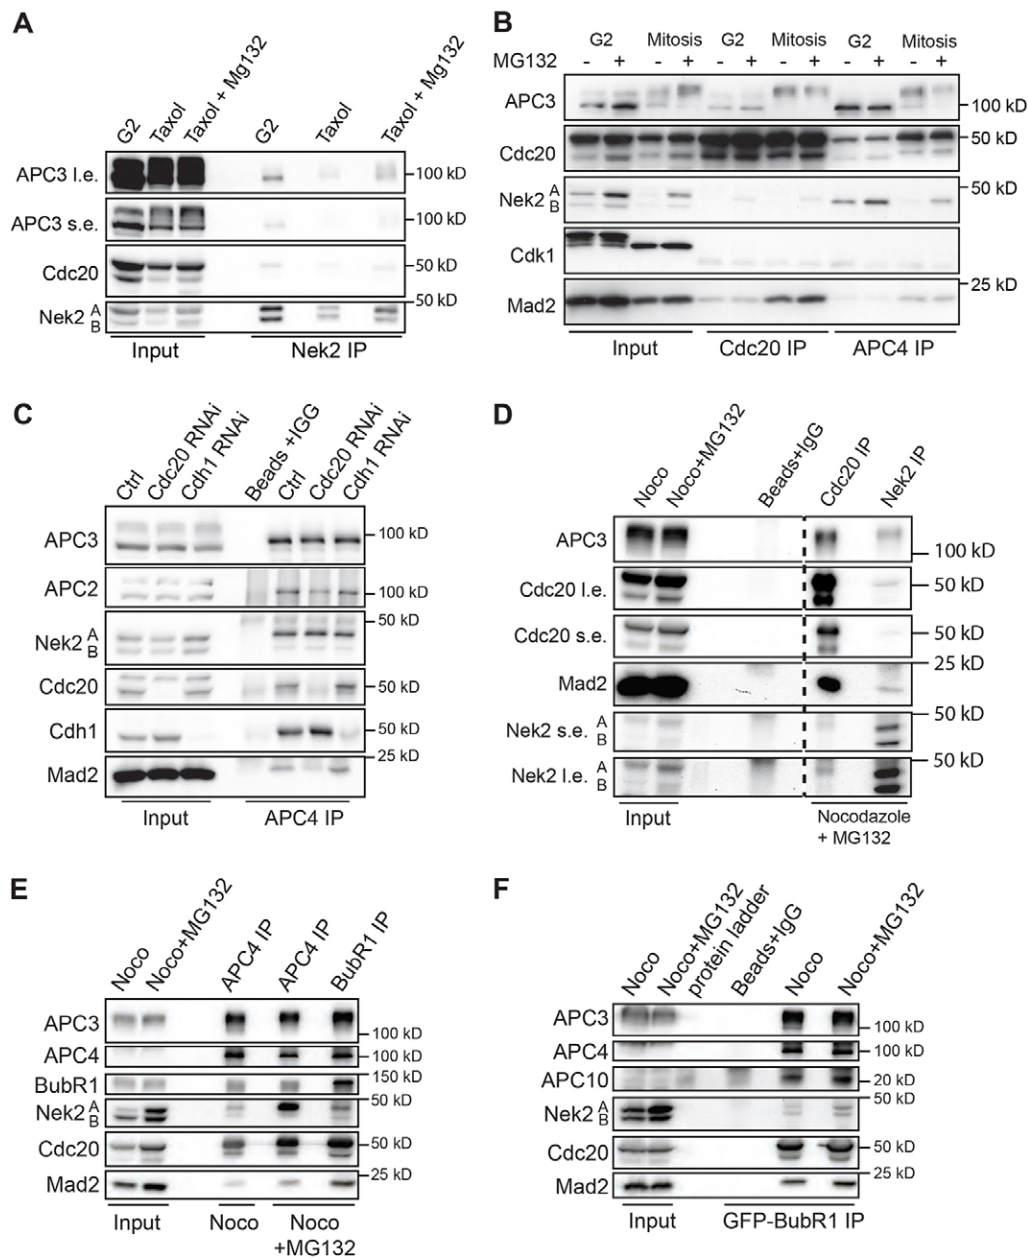 A
G2
Taxol
Taxol + Mg132
G2
Taxol
Taxol + Mg132
APC3 l.e.
100 kD
APC3 s.e.
100 kD
Cdc20
50 kD
50 kD
Nek2 A
B
Input
Nek2 IP
B
G2 Mitosis G2 Mitosis G2 Mitosis
MG132 - + - + - + - + - + - +
APC3
100 kD
50 kD
Cdc20
50 kD
Nek2 A
B
Cdk1
25 kD
Mad2
Input
Cdc20 IP
APC4 IP
C
Ctrl
Cdc20 RNAi
Cdh1 RNAi
Beads +IGG
Ctrl
Cdc20 RNAi
Cdh1 RNAi
APC3
100 kD
APC2
100 kD
50 kD
Nek2 A
B
Cdc20
50 kD
Cdh1
50 kD
25 kD
Mad2
Input
APC4 IP
D
Noco
Noco+MG132
Beads+IgG
Cdc20 IP
Nek2 IP
APC3
100 kD
Cdc20 l.e.
50 kD
Cdc20 s.e.
50 kD
25 kD
Mad2
50 kD
Nek2 s.e. A
B
50 kD
Nek2 l.e. A
B
Input
Nocodazole
+ MG132
E
Noco
Noco+MG132
APC4 IP
APC4 IP
BubR1 IP
APC3
100 kD
APC4
100 kD
150 kD
BubR1
50 kD
Nek2 A
B
Cdc20
50 kD
25 kD
Mad2
Input
Noco
Noco
+MG132
F
Noco
Noco+MG132
protein ladder
Beads+IgG
Noco
Noco+MG132
APC3
100 kD
APC4
100 kD
APC10
20 kD
50 kD
Nek2 A
B
Cdc20
50 kD
25 kD
Mad2
Input
GFP-BubR1 IP